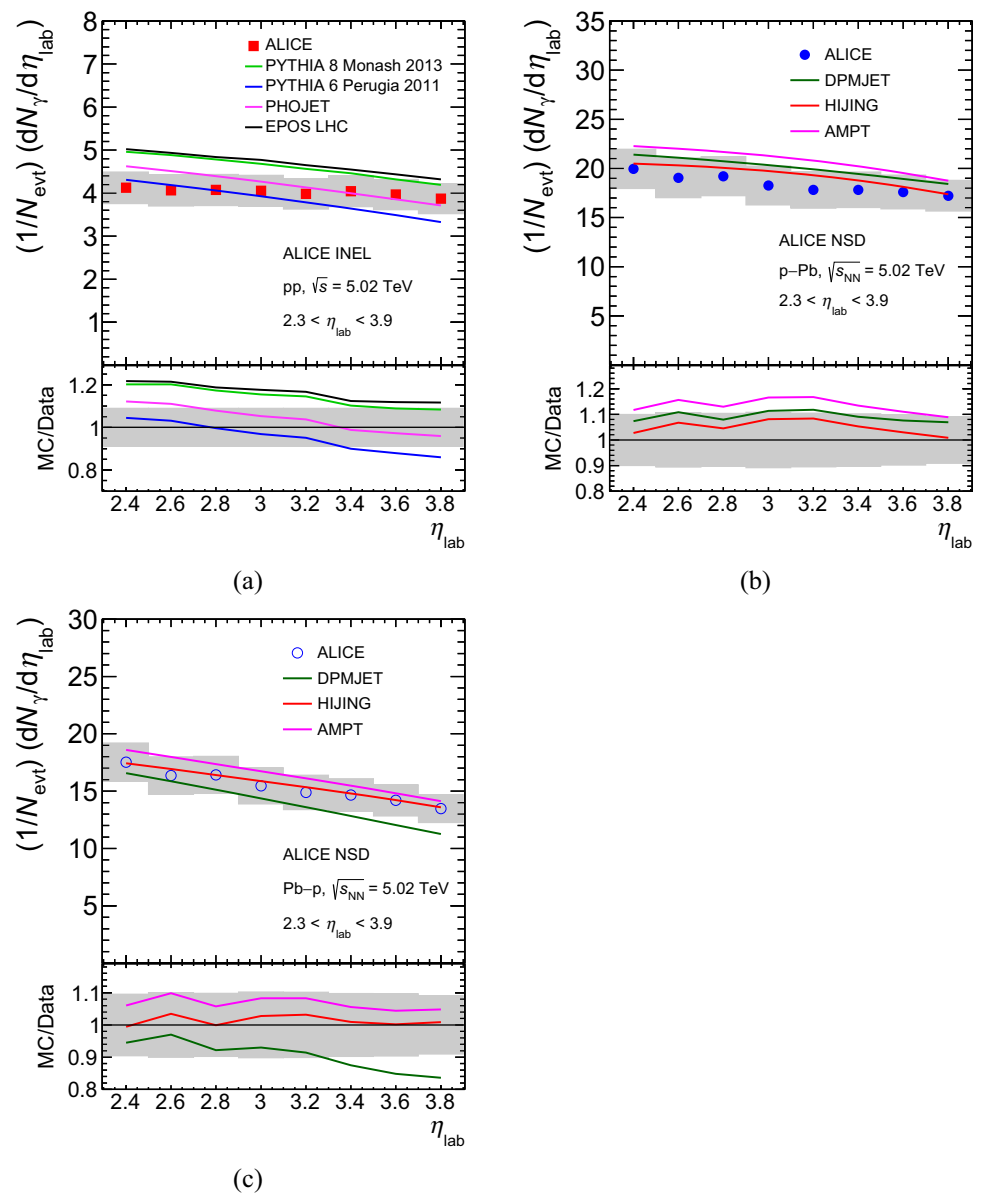 (1/N_evt) (dN_γ/dη_lab)
8
7
6
5
4
3
2
1
ALICE
PYTHIA 8 Monash 2013
PYTHIA 6 Perugia 2011
PHOJET
EPOS LHC
ALICE INEL
pp, √s = 5.02 TeV
2.3 < η_lab < 3.9
MC/Data
1.2
1
0.8
2.4 2.6 2.8 3 3.2 3.4 3.6 3.8
η_lab
(a)
(1/N_evt) (dN_γ/dη_lab)
35
30
25
20
15
10
5
ALICE
DPMJET
HIJING
AMPT
ALICE NSD
p−Pb, √s_NN = 5.02 TeV
2.3 < η_lab < 3.9
MC/Data
1.2
1.1
1
0.9
0.8
2.4 2.6 2.8 3 3.2 3.4 3.6 3.8
η_lab
(b)
(1/N_evt) (dN_γ/dη_lab)
30
25
20
15
10
5
ALICE
DPMJET
HIJING
AMPT
ALICE NSD
Pb−p, √s_NN = 5.02 TeV
2.3 < η_lab < 3.9
MC/Data
1.1
1
0.9
0.8
2.4 2.6 2.8 3 3.2 3.4 3.6 3.8
η_lab
(c)